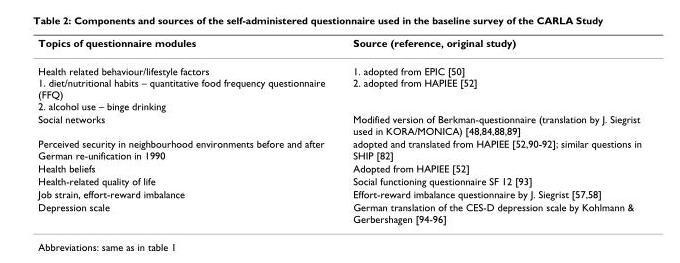 Table 2: Components and sources of the self-administered questionnaire used in the baseline survey of the CARLA Study
Topics of questionnaire modules Source (reference, original study)
Health related behaviour/lifestyle factors 1. adopted from EPIC [50]
1. diet/nutritional habits – quantitative food frequency questionnaire 2. adopted from HAPIEE [52]
(FFQ)
2. alcohol use – binge drinking
Social networks Modified version of Berkman-questionnaire (translation by J. Siegrist
used in KORA/MONICA) [48,84,88,89]
Perceived security in neighbourhood environments before and after adopted and translated from HAPIEE [52,90-92]; similar questions in
German re-unification in 1990 SHIP [82]
Health beliefs Adopted from HAPIEE [52]
Health-related quality of life Social functioning questionnaire SF 12 [93]
Job strain, effort-reward imbalance Effort-reward imbalance questionnaire by J. Siegrist [57,58]
Depression scale German translation of the CES-D depression scale by Kohlmann &
Gerbershagen [94-96]
Abbreviations: same as in table 1